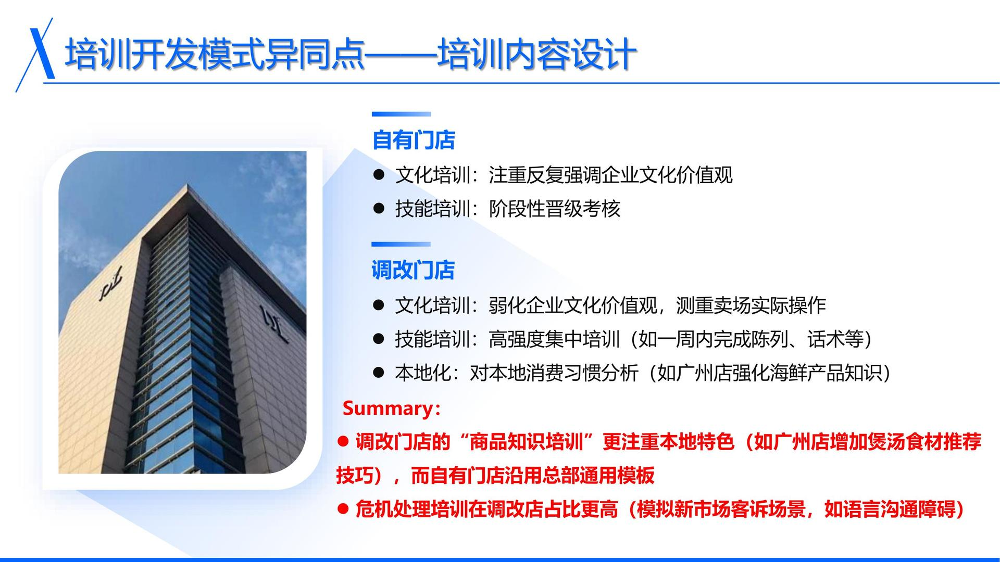 培训开发模式异同点——培训内容设计
自有门店
● 文化培训：注重反复强调企业文化价值观
● 技能培训：阶段性晋级考核
调改门店
● 文化培训：弱化企业文化价值观，测重卖场实际操作
● 技能培训：高强度集中培训（如一周内完成陈列、话术等）
● 本地化：对本地消费习惯分析（如广州店强化海鲜产品知识）
Summary：
● 调改门店的“商品知识培训”更注重本地特色（如广州店增加煲汤食材推荐
技巧），而自有门店沿用总部通用模板
● 危机处理培训在调改店占比更高（模拟新市场客诉场景，如语言沟通障碍）